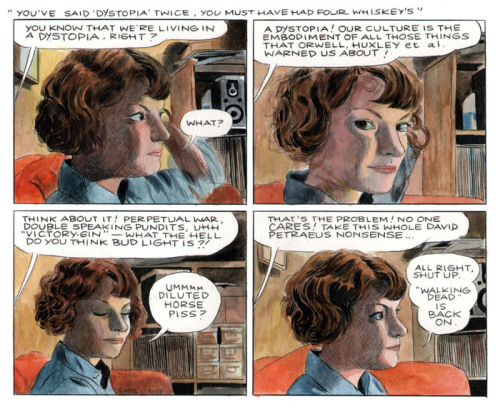 "YOU'VE SAID 'DYSTOPIA' TWICE, YOU MUST HAVE HAD FOUR WHISKEY'S"
YOU KNOW THAT WE'RE LIVING IN
A DYSTOPIA, RIGHT?
WHAT?
A DYSTOPIA! OUR CULTURE IS THE
EMBODIMENT OF ALL THOSE THINGS
THAT ORWELL, HUXLEY et al.
WARNED US ABOUT!
THINK ABOUT IT! PERPETUAL WAR,
DOUBLE SPEAKING PUNDITS, UHH
"VICTORY·GIN" — WHAT THE HELL
DO YOU THINK BUD LIGHT IS?!
UMMMM
DILUTED
HORSE
PISS?
THAT'S THE PROBLEM! NO ONE
CARES! TAKE THIS WHOLE DAVID
PETRAEUS NONSENSE...
ALL RIGHT,
SHUT UP.
"WALKING
DEAD"
IS
BACK
ON.